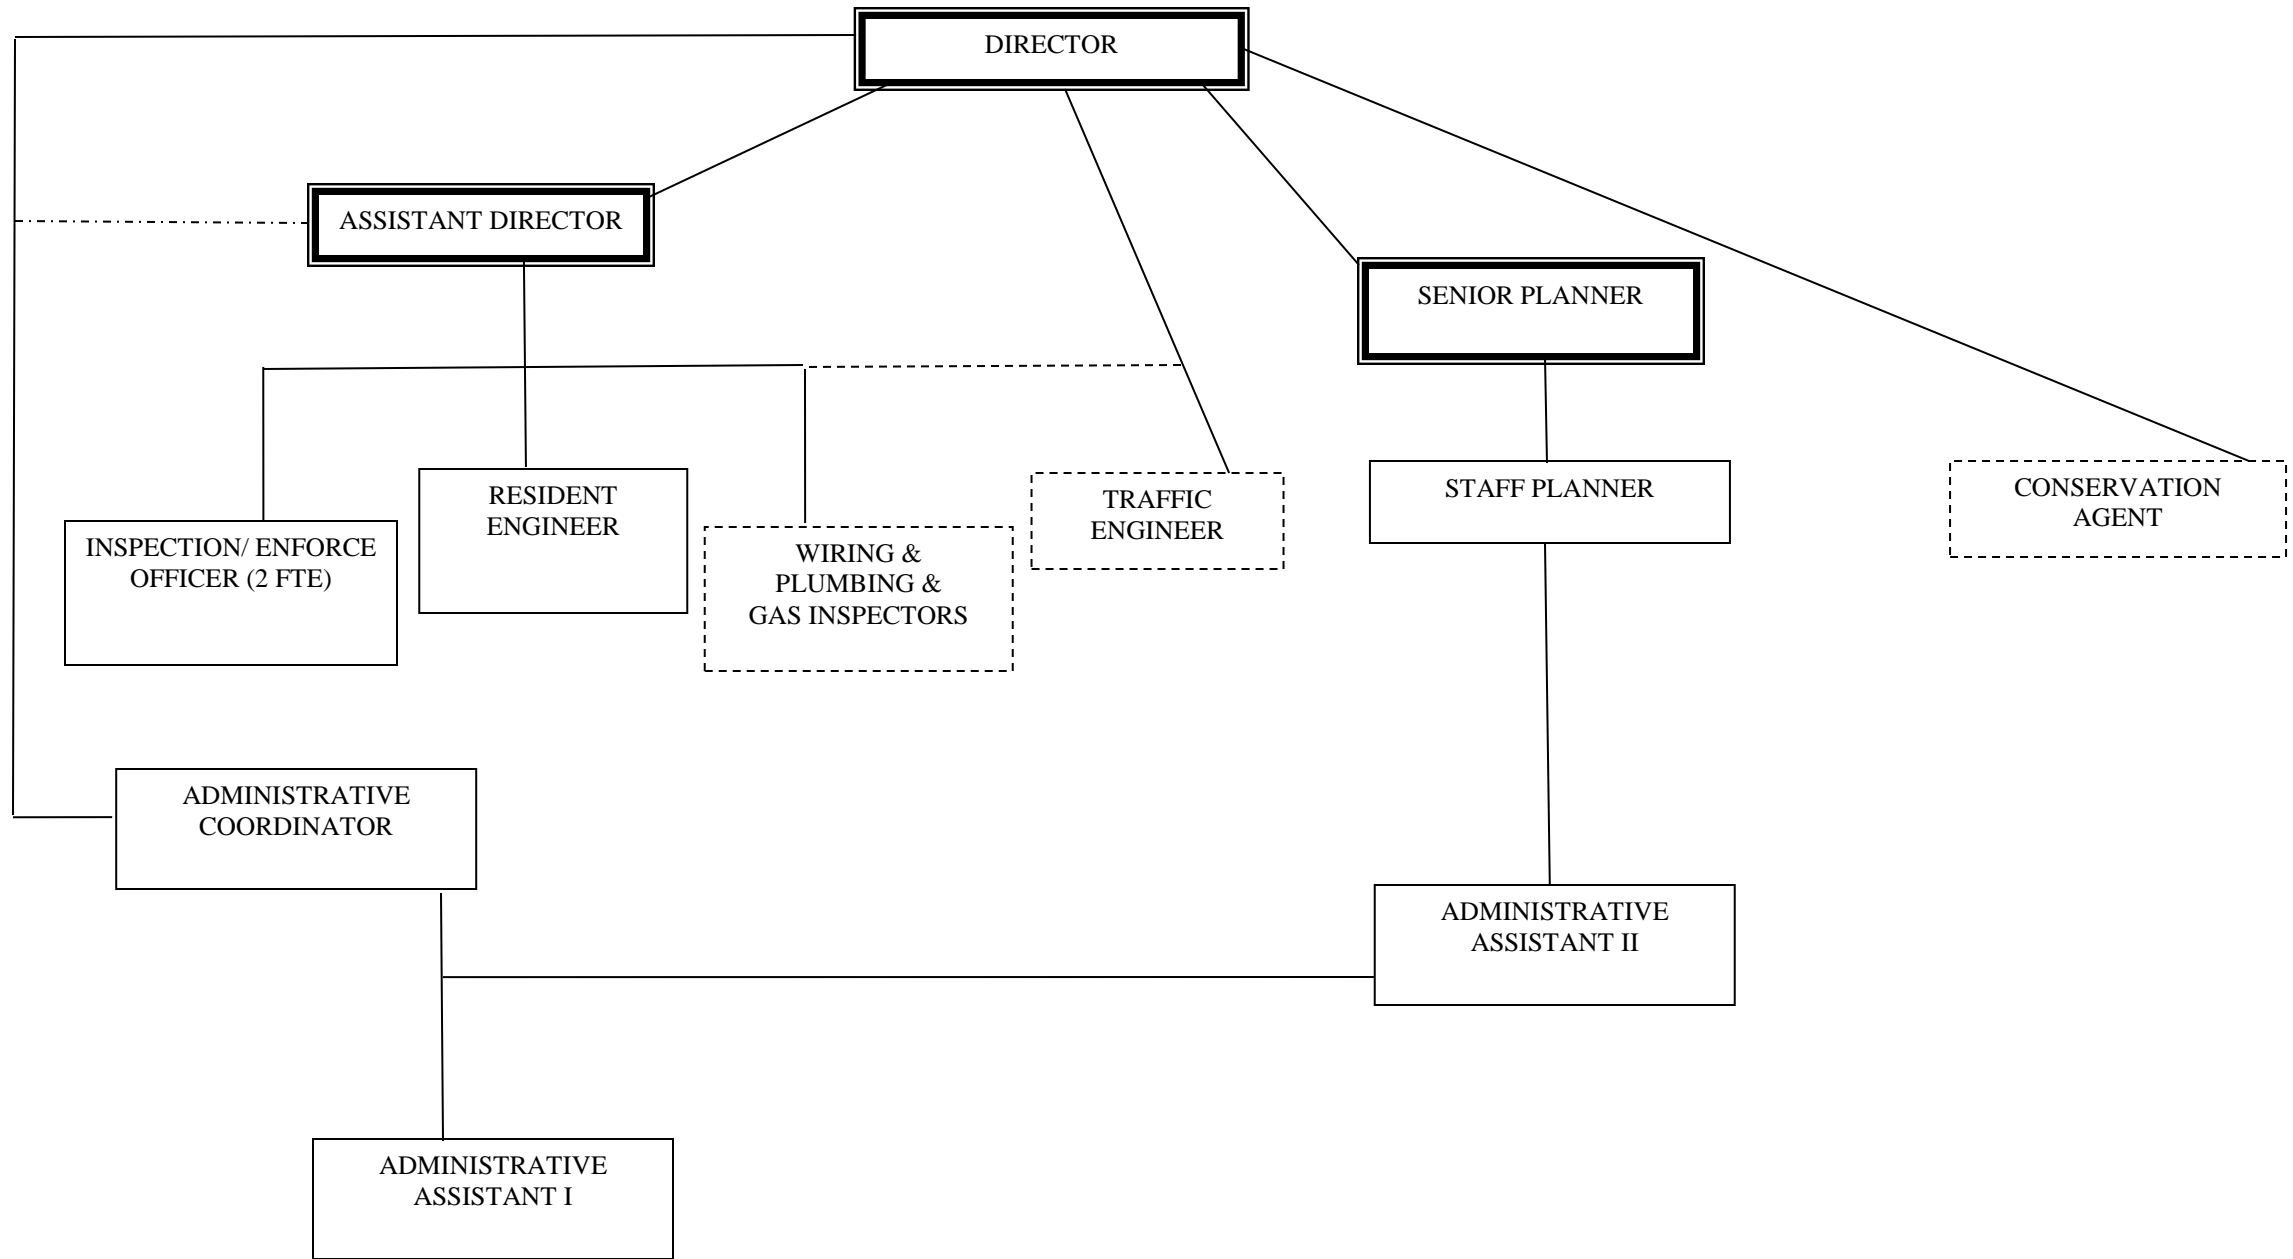 DIRECTOR
ASSISTANT DIRECTOR
SENIOR PLANNER
RESIDENT
ENGINEER
TRAFFIC
ENGINEER
STAFF PLANNER
CONSERVATION
AGENT
INSPECTION/ ENFORCE
OFFICER (2 FTE)
WIRING &
PLUMBING &
GAS INSPECTORS
ADMINISTRATIVE
COORDINATOR
ADMINISTRATIVE
ASSISTANT II
ADMINISTRATIVE
ASSISTANT I